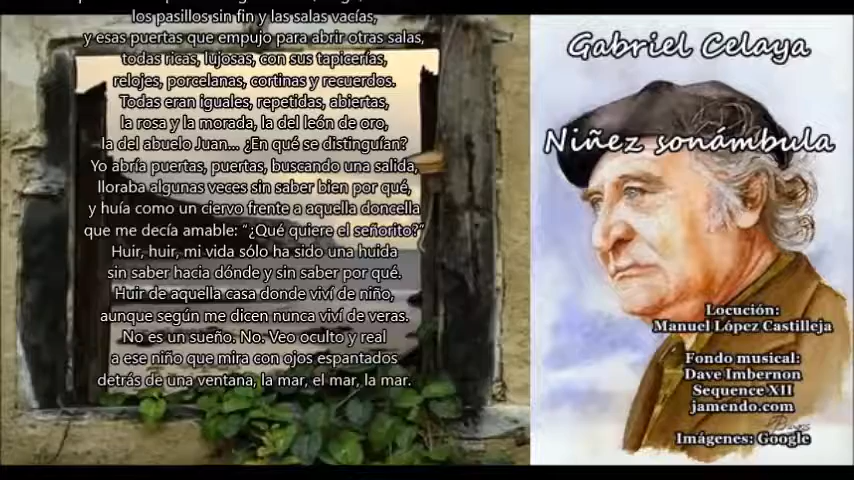 los pasillos sin fin y las salas vacías,
y esas puertas que empujo para abrir otras salas,
todas ricas, lujosas, con sus tapicerías,
relojes, porcelanas, cortinas y recuerdos.
Todas eran iguales, repetidas, abiertas,
la rosa y la morada, la del león de oro,
la del abuelo Juan... ¿En qué se distinguían?
Yo abría puertas, puertas, buscando una salida,
lloraba algunas veces sin saber bien por qué,
y huía como un ciervo frente a aquella doncella
que me decía amable: “¿Qué quiere el señorito?”
Huir, huir, mi vida sólo ha sido una huida
sin saber hacia dónde y sin saber por qué.
Huir de aquella casa donde viví de niño,
aunque según me dicen nunca viví de veras.
No es un sueño. No. Veo oculto y real
a ese niño que mira con ojos espantados
detrás de una ventana, la mar, el mar, la mar.
Gabriel Celaya
Niñez sonámbula
Locución:
Manuel López Castilleja
Fondo musical:
Dave Imbernon
Sequence XII
jamendo.com
Imágenes: Google